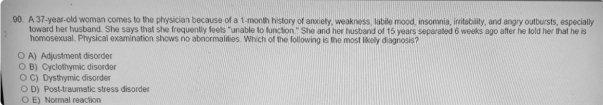 90. A 37-year-old woman comes to the physician because of a 1-month history of anxiety, weakness, labile mood, insomnia, irritability, and angry outbursts, especially
toward her husband. She says that she frequently feels "unable to function." She and her husband of 15 years separated 6 weeks ago after he told her that he is
homosexual. Physical examination shows no abnormalities. Which of the following is the most likely diagnosis?
A) Adjustment disorder
B) Cyclothymic disorder
C) Dysthymic disorder
D) Post-traumatic stress disorder
E) Normal reaction